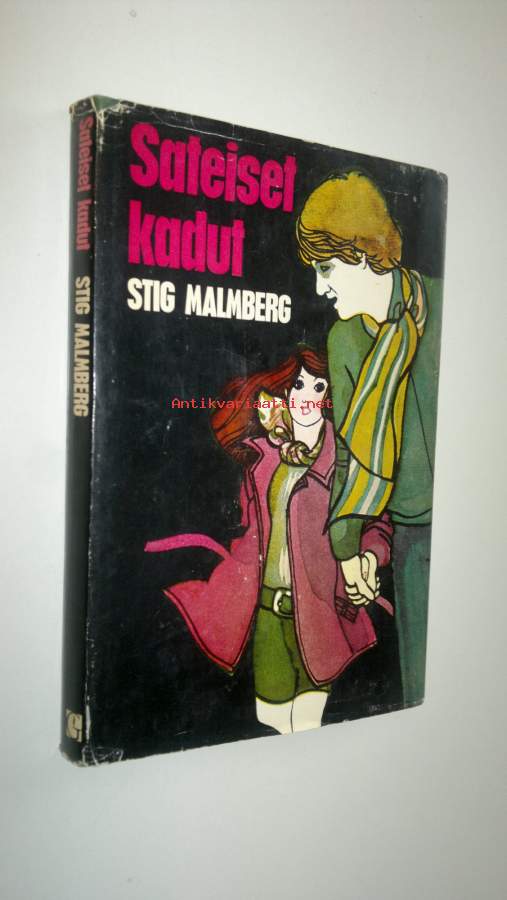 Sateiset
kadut
STIG MALMBERG
Antikvariaatti.net
Sateiset kadut
STIG MALMBERG